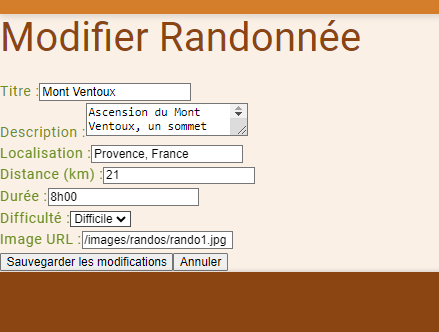 Modifier Randonnée
Titre : Mont Ventoux
Description : Ascension du Mont
Ventoux, un sommet
Localisation : Provence, France
Distance (km) : 21
Durée : 8h00
Difficulté : Difficile
Image URL : /images/randos/rando1.jpg
Sauvegarder les modifications Annuler